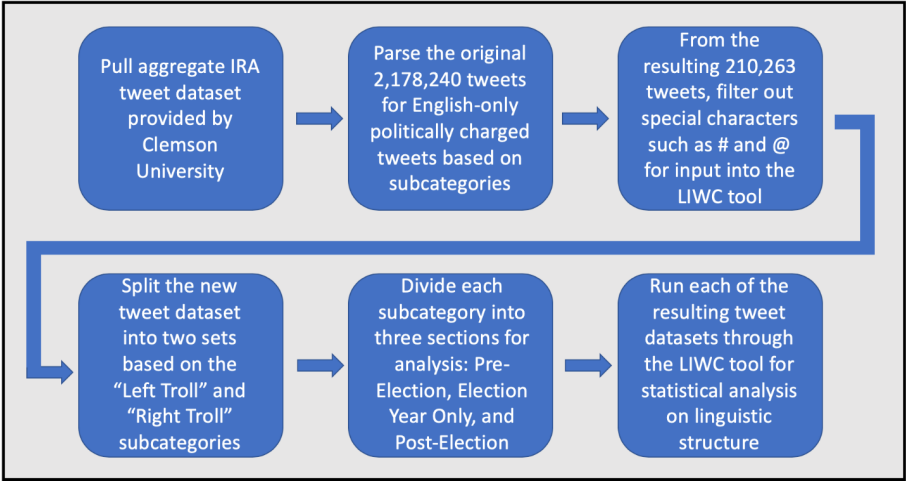 Pull aggregate IRA
tweet dataset
provided by
Clemson
University
Parse the original
2,178,240 tweets
for English-only
politically charged
tweets based on
subcategories
From the
resulting 210,263
tweets, filter out
special characters
such as # and @
for input into the
LIWC tool
Split the new
tweet dataset
into two sets
based on the
“Left Troll” and
“Right Troll”
subcategories
Divide each
subcategory into
three sections for
analysis: Pre-
Election, Election
Year Only, and
Post-Election
Run each of the
resulting tweet
datasets through
the LIWC tool for
statistical analysis
on linguistic
structure